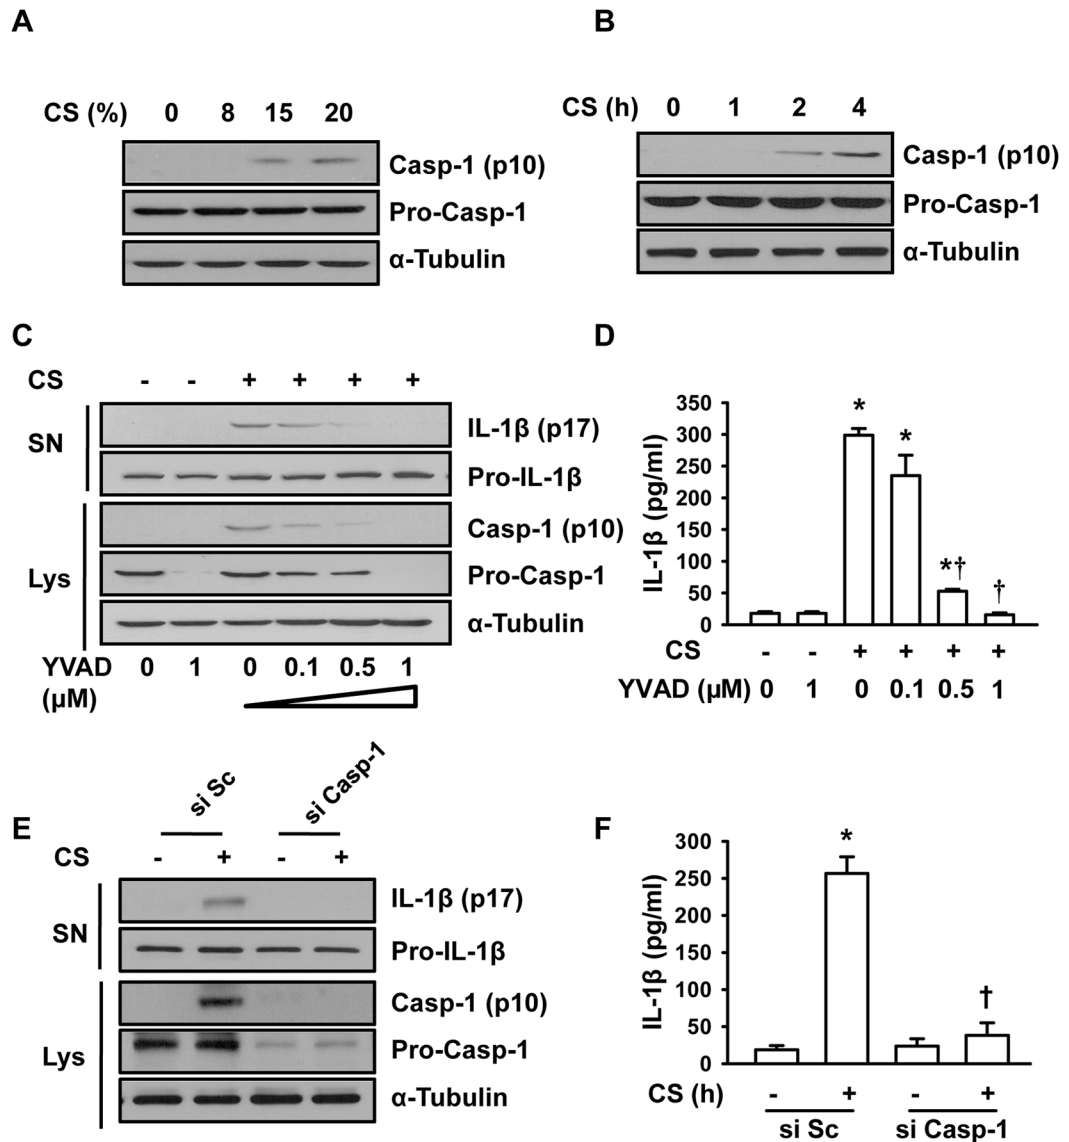 A
CS (%) 0 8 15 20
Casp-1 (p10)
Pro-Casp-1
α-Tubulin
B
CS (h) 0 1 2 4
Casp-1 (p10)
Pro-Casp-1
α-Tubulin
C
CS - - + + + +
SN
IL-1β (p17)
Pro-IL-1β
Lys
Casp-1 (p10)
Pro-Casp-1
α-Tubulin
YVAD 0 1 0 0.1 0.5 1
(μM)
D
IL-1β (pg/ml)
350
300
250
200
150
100
50
0
* * *† †
CS - - + + + +
YVAD (μM) 0 1 0 0.1 0.5 1
E
si Sc si Casp-1
CS - + - +
SN
IL-1β (p17)
Pro-IL-1β
Lys
Casp-1 (p10)
Pro-Casp-1
α-Tubulin
F
IL-1β (pg/ml)
300
250
200
150
100
50
0
* †
CS (h) - + - +
si Sc si Casp-1